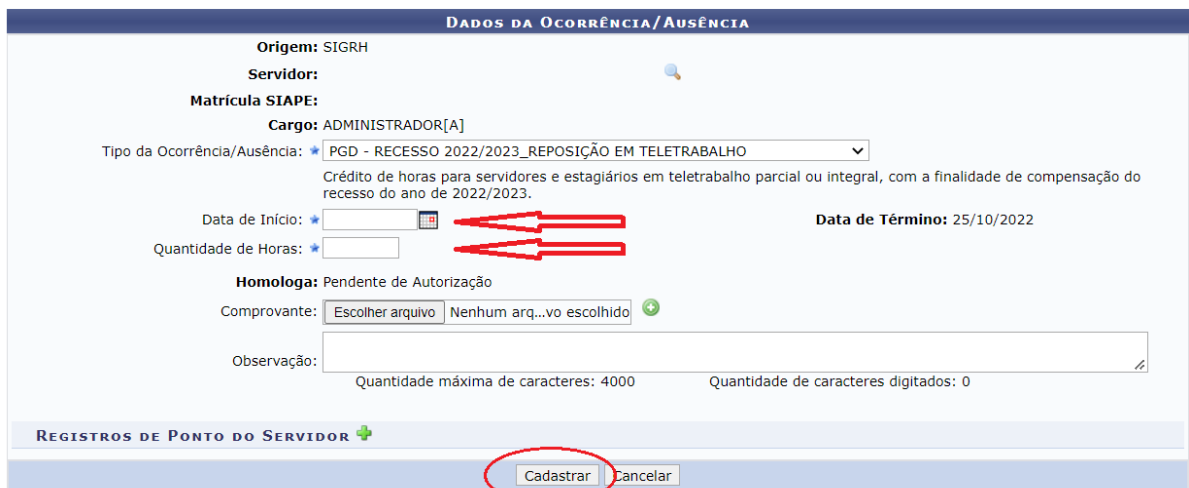 DADOS DA OCORRÊNCIA/AUSÊNCIA
Origem: SIGRH
Servidor:
Matrícula SIAPE:
Cargo: ADMINISTRADOR[A]
Tipo da Ocorrência/Ausência: PGD - RECESSO 2022/2023_REPOSIÇÃO EM TELETRABALHO
Crédito de horas para servidores e estagiários em teletrabalho parcial ou integral, com a finalidade de compensação do
recesso do ano de 2022/2023.
Data de Início: Data de Término: 25/10/2022
Quantidade de Horas:
Homologa: Pendente de Autorização
Comprovante: Escolher arquivo Nenhum arq...vo escolhido
Observação:
Quantidade máxima de caracteres: 4000 Quantidade de caracteres digitados: 0
REGISTROS DE PONTO DO SERVIDOR
Cadastrar Cancelar